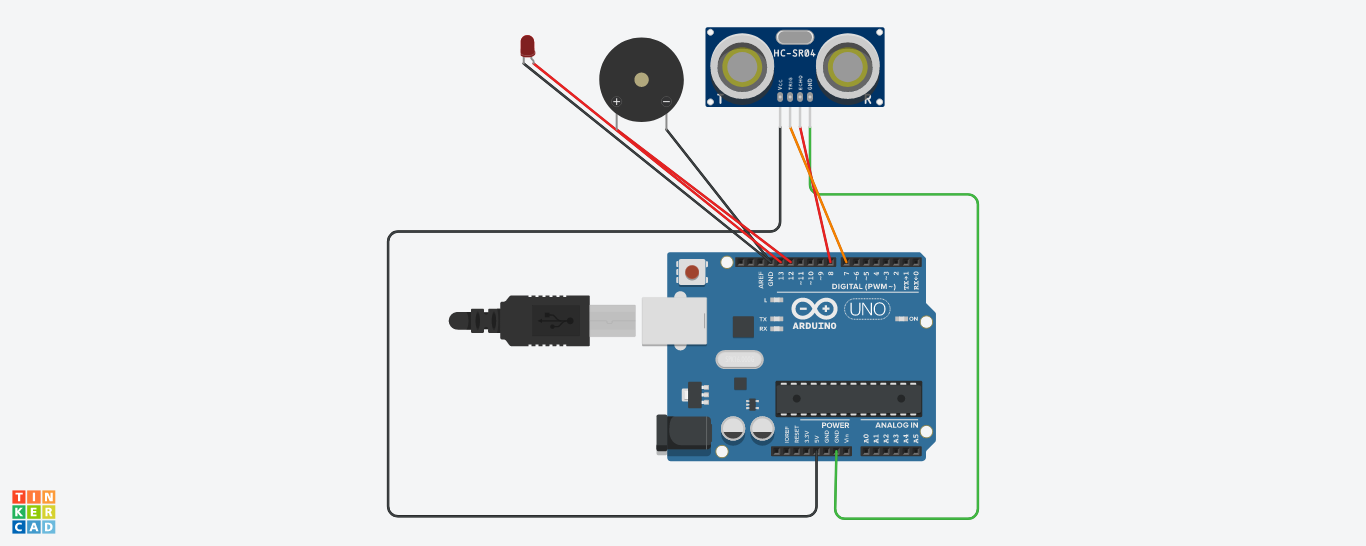 HC-SR04
Vcc
TRIG
ECHO
GND
T
R
+
−
AREF
GND
13
12
~11
~10
~9
8
7
~6
~5
4
~3
2
TX→1
RX←0
DIGITAL (PWM~)
L
TX
RX
ARDUINO
UNO
ON
POWER
ANALOG IN
IOREF
RESET
3.3V
5V
GND
GND
Vin
A0
A1
A2
A3
A4
A5
TIN
KER
CAD